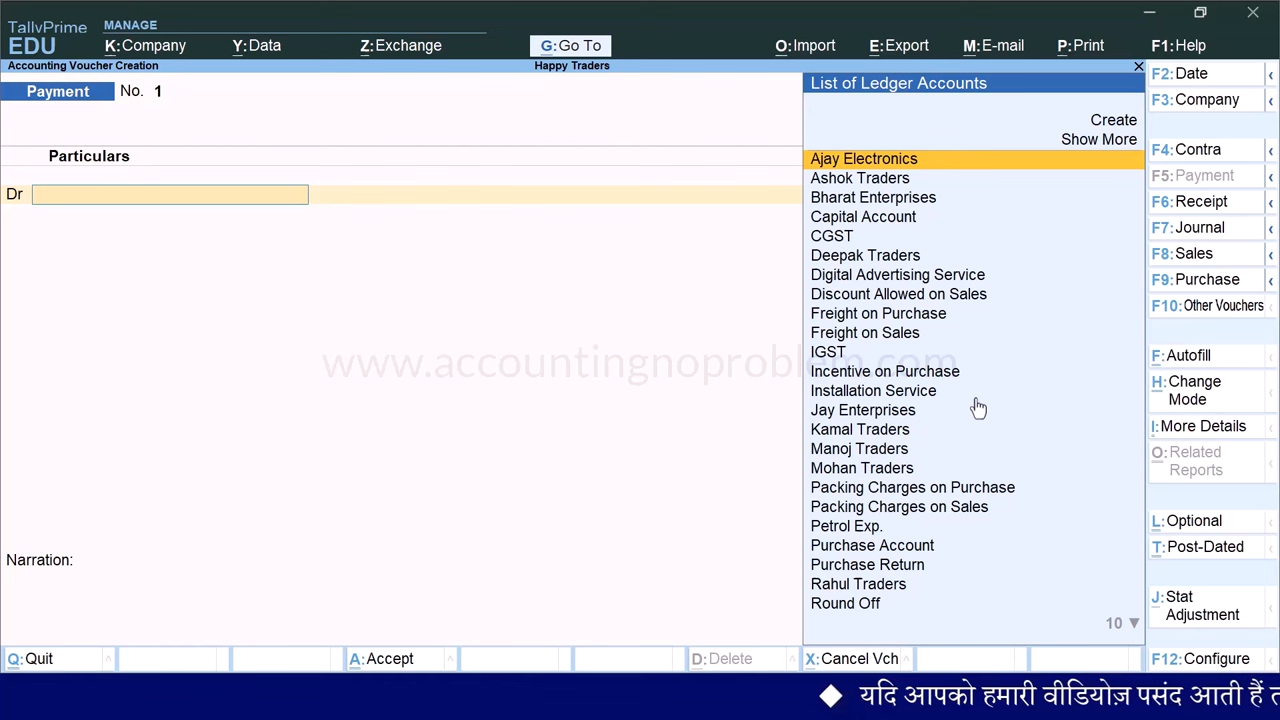 TallyPrime
EDU
MANAGE
K:Company
Y:Data
Z:Exchange
G:Go To
O:Import
E:Export
M:E-mail
P:Print
F1:Help
Accounting Voucher Creation
Happy Traders
Payment No. 1
Particulars
Dr
Narration:
List of Ledger Accounts
Create
Show More
Ajay Electronics
Ashok Traders
Bharat Enterprises
Capital Account
CGST
Deepak Traders
Digital Advertising Service
Discount Allowed on Sales
Freight on Purchase
Freight on Sales
IGST
Incentive on Purchase
Installation Service
Jay Enterprises
Kamal Traders
Manoj Traders
Mohan Traders
Packing Charges on Purchase
Packing Charges on Sales
Petrol Exp.
Purchase Account
Purchase Return
Rahul Traders
Round Off
10 ▼
www.accountingnoproblem.com
F2:Date
F3:Company
F4:Contra
F5:Payment
F6:Receipt
F7:Journal
F8:Sales
F9:Purchase
F10:Other Vouchers
F:Autofill
H:Change
Mode
I:More Details
O:Related
Reports
L:Optional
T:Post-Dated
J:Stat
Adjustment
Q:Quit
A:Accept
D:Delete
X:Cancel Vch
F12:Configure
◆ यदि आपको हमारी वीडियोज़ पसंद आती हैं